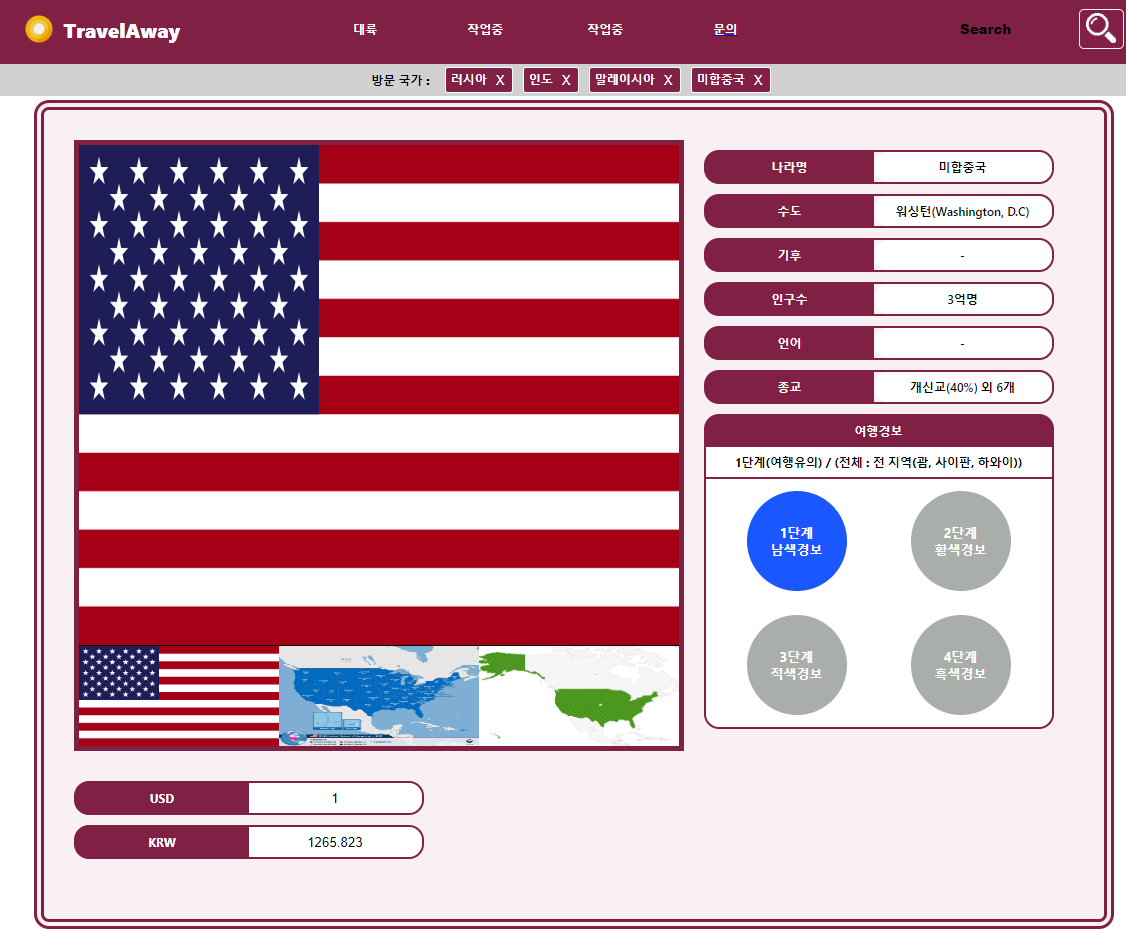 TravelAway
대륙
작업중
작업중
문의
Search
방문 국가 :
러시아 X
인도 X
말레이시아 X
미합중국 X
나라명
미합중국
수도
워싱턴(Washington, D.C)
기후
-
인구수
3억명
언어
-
종교
개신교(40%) 외 6개
여행경보
1단계(여행유의) / (전체 : 전 지역(괌, 사이판, 하와이))
1단계
남색경보
2단계
황색경보
3단계
적색경보
4단계
흑색경보
USD
1
KRW
1265.823